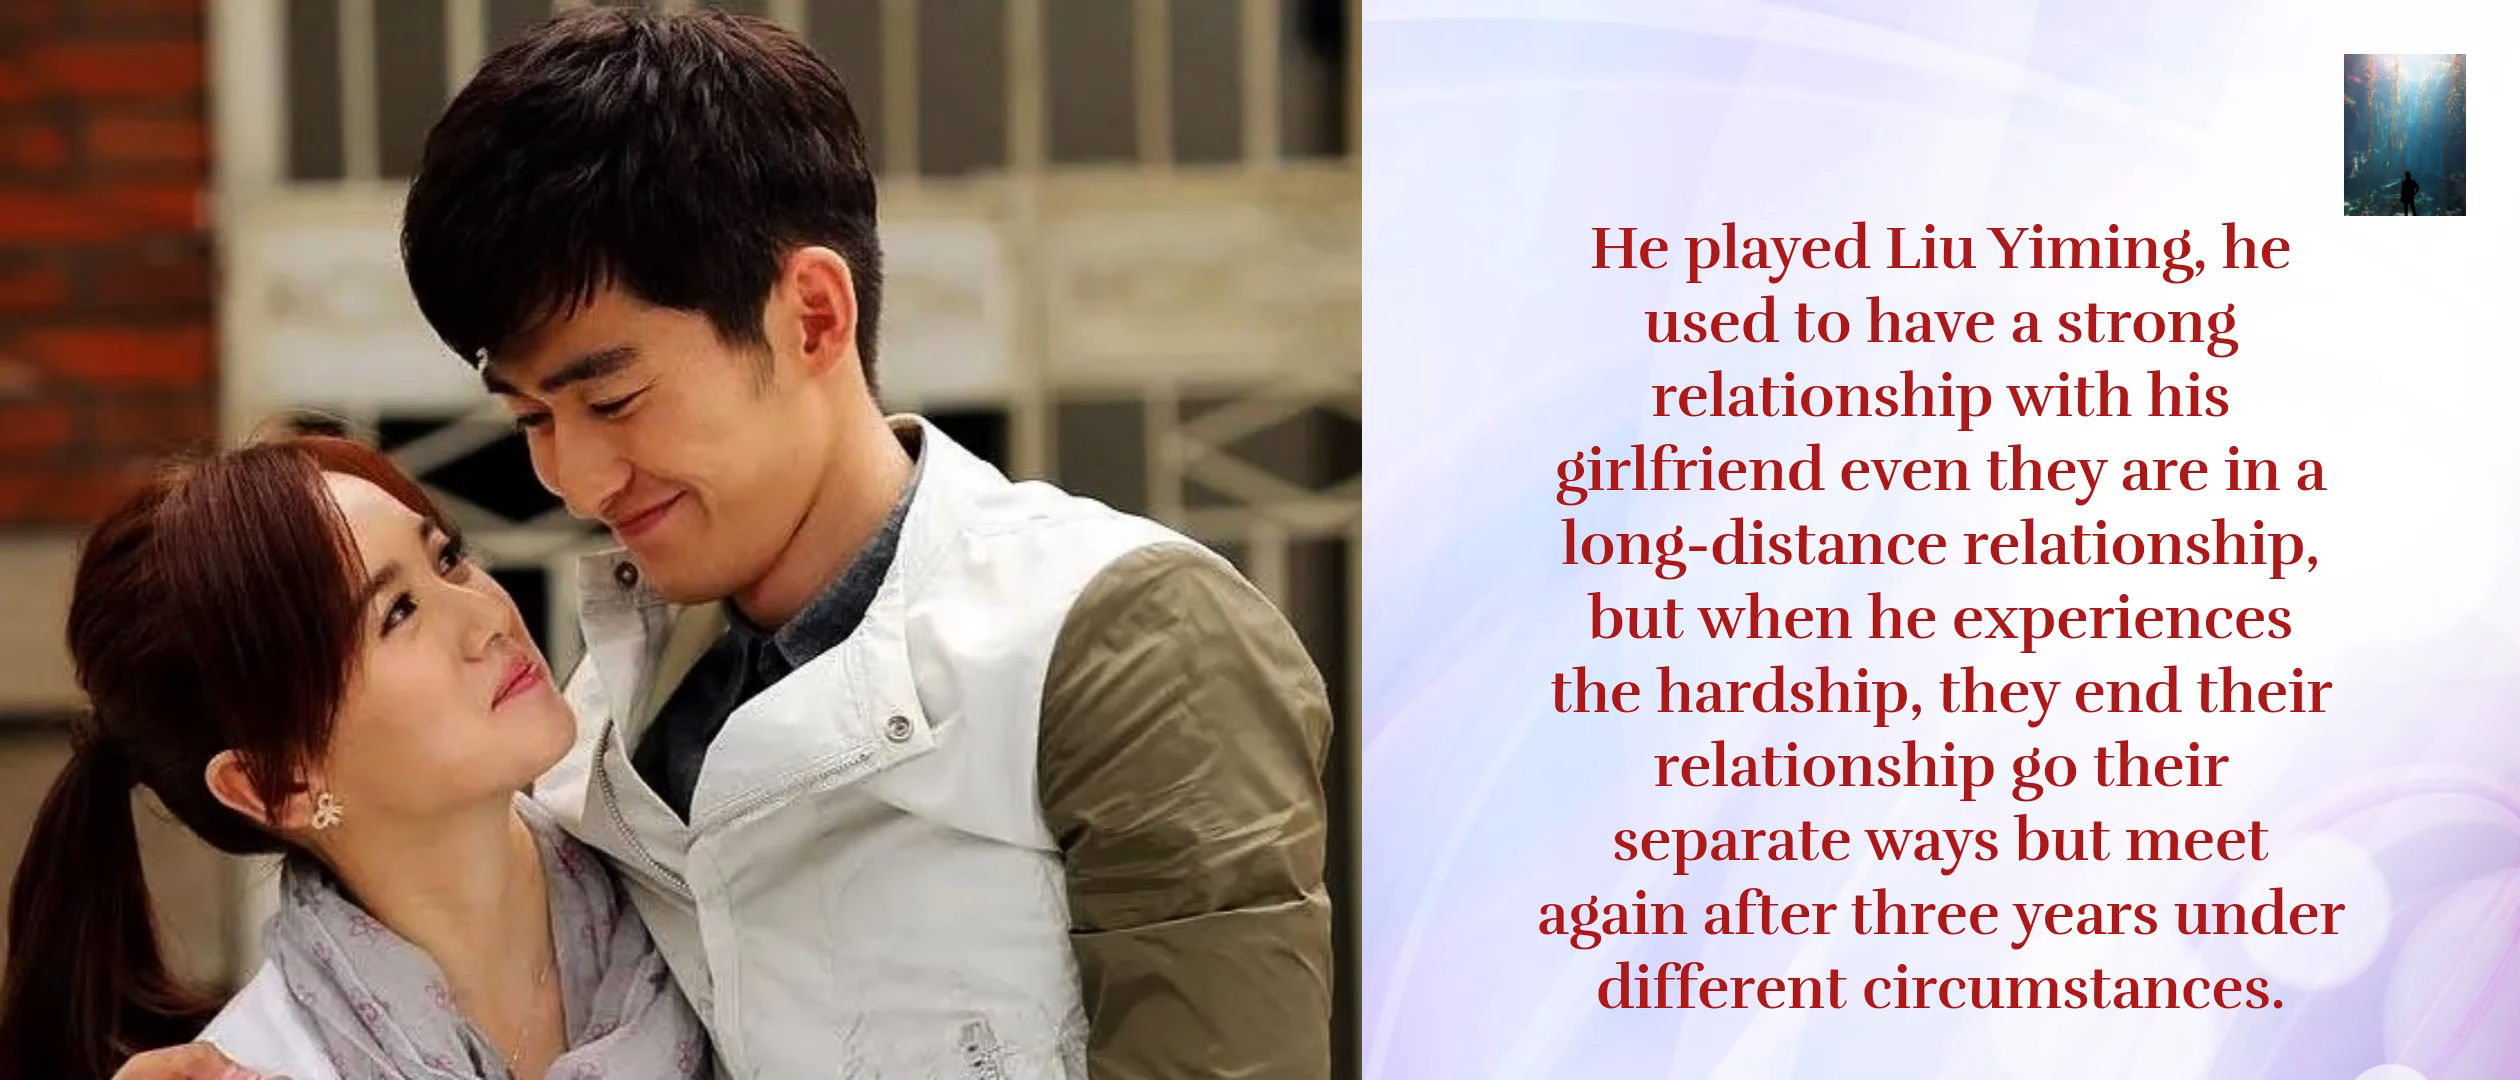 He played Liu Yiming, he
used to have a strong
relationship with his
girlfriend even they are in a
long-distance relationship,
but when he experiences
the hardship, they end their
relationship go their
separate ways but meet
again after three years under
different circumstances.